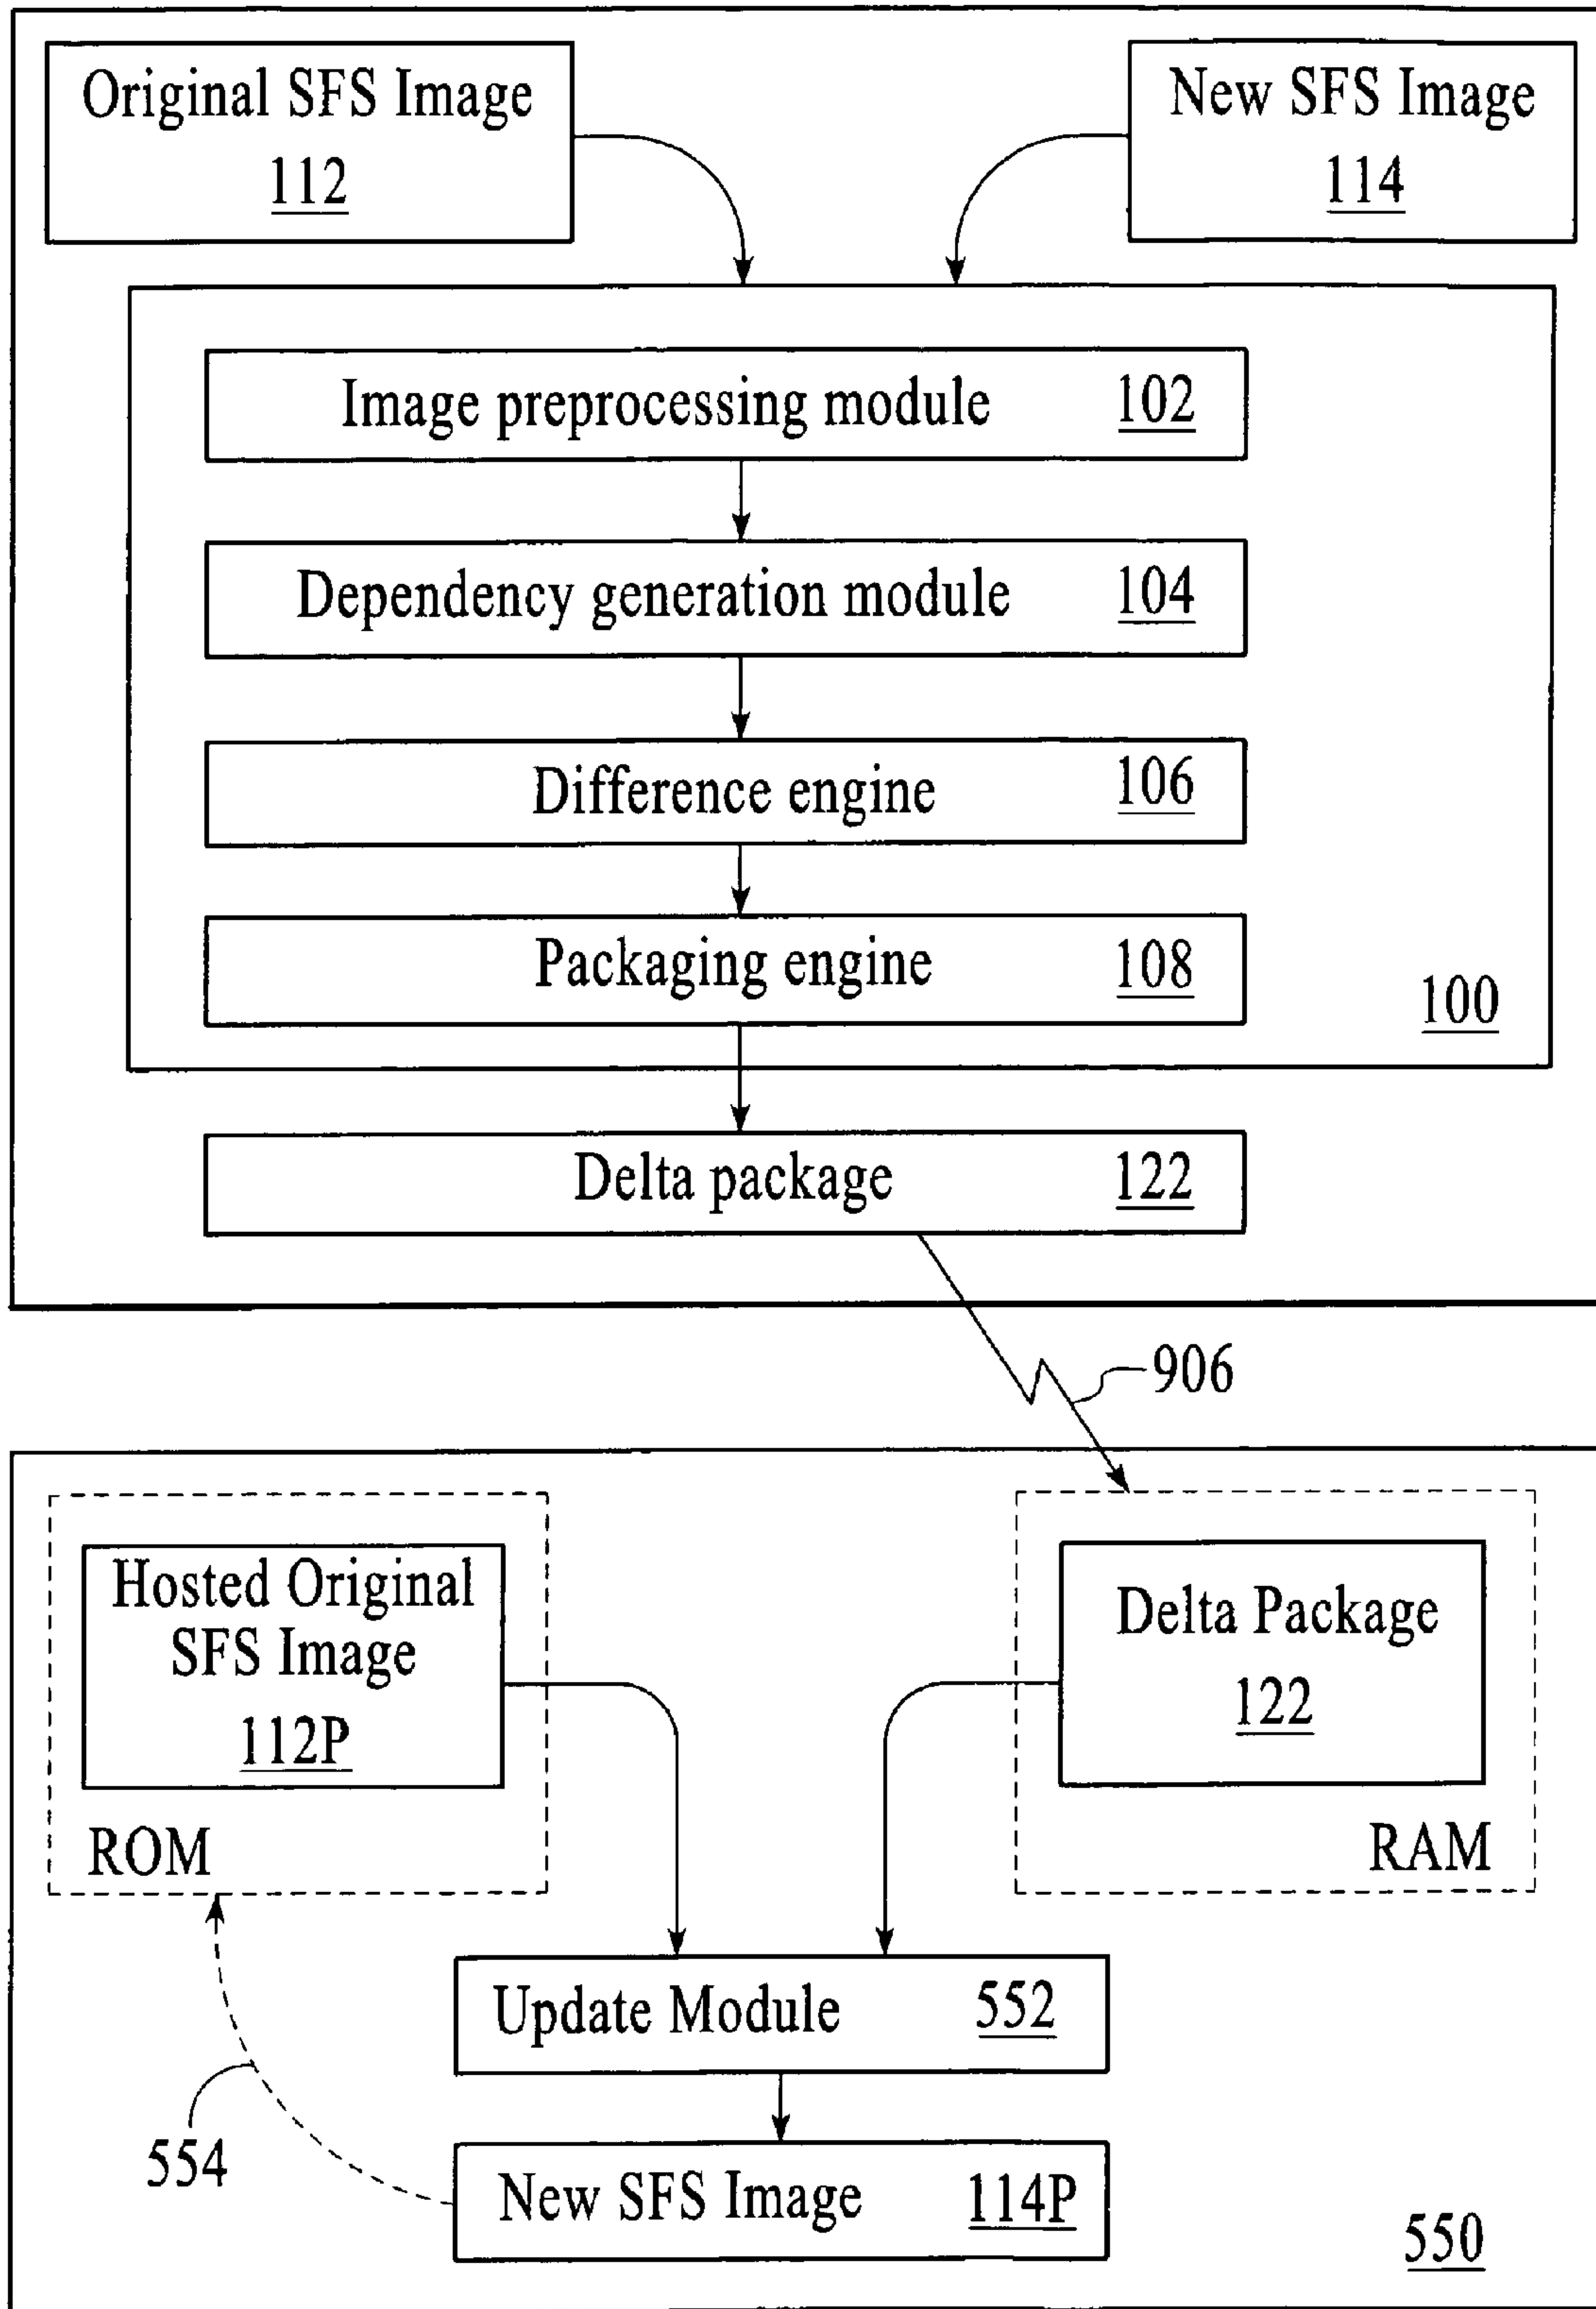 Original SFS Image
112
New SFS Image
114
Image preprocessing module 102
Dependency generation module 104
Difference engine 106
Packaging engine 108
100
Delta package 122
906
Hosted Original
SFS Image
112P
ROM
Delta Package
122
RAM
Update Module 552
554
New SFS Image 114P
550